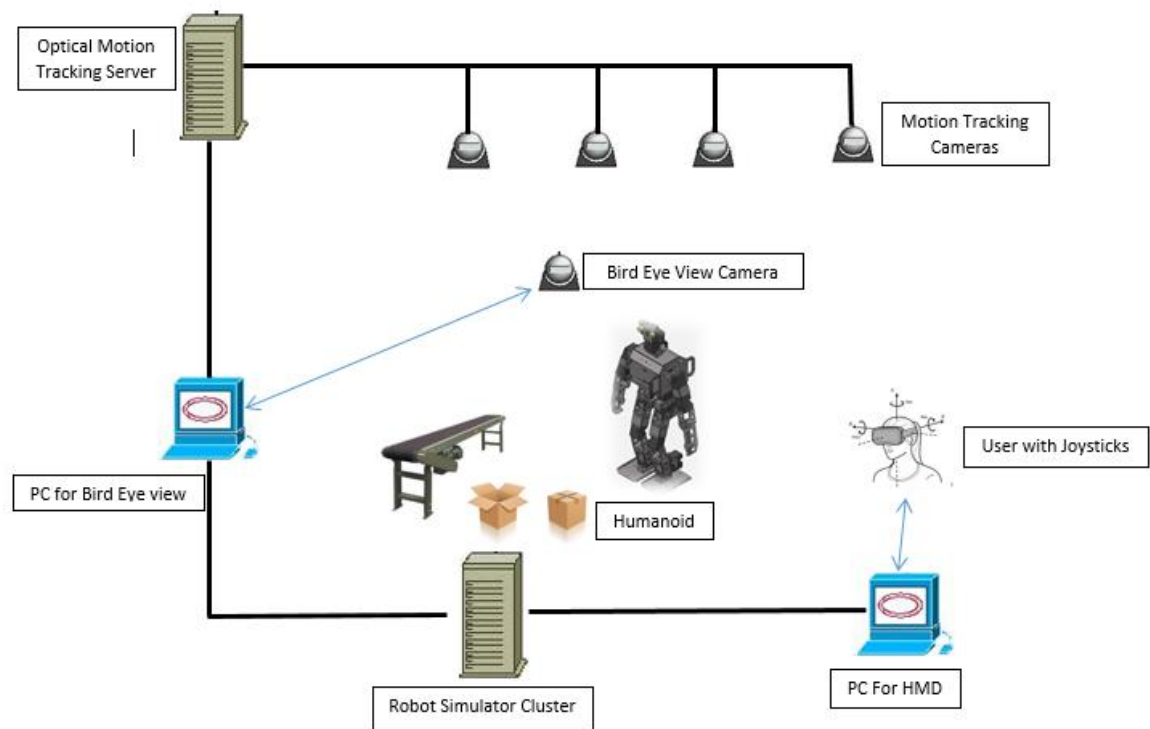 Optical Motion
Tracking Server
Motion Tracking
Cameras
Bird Eye View Camera
User with Joysticks
PC for Bird Eye view
Humanoid
PC For HMD
Robot Simulator Cluster